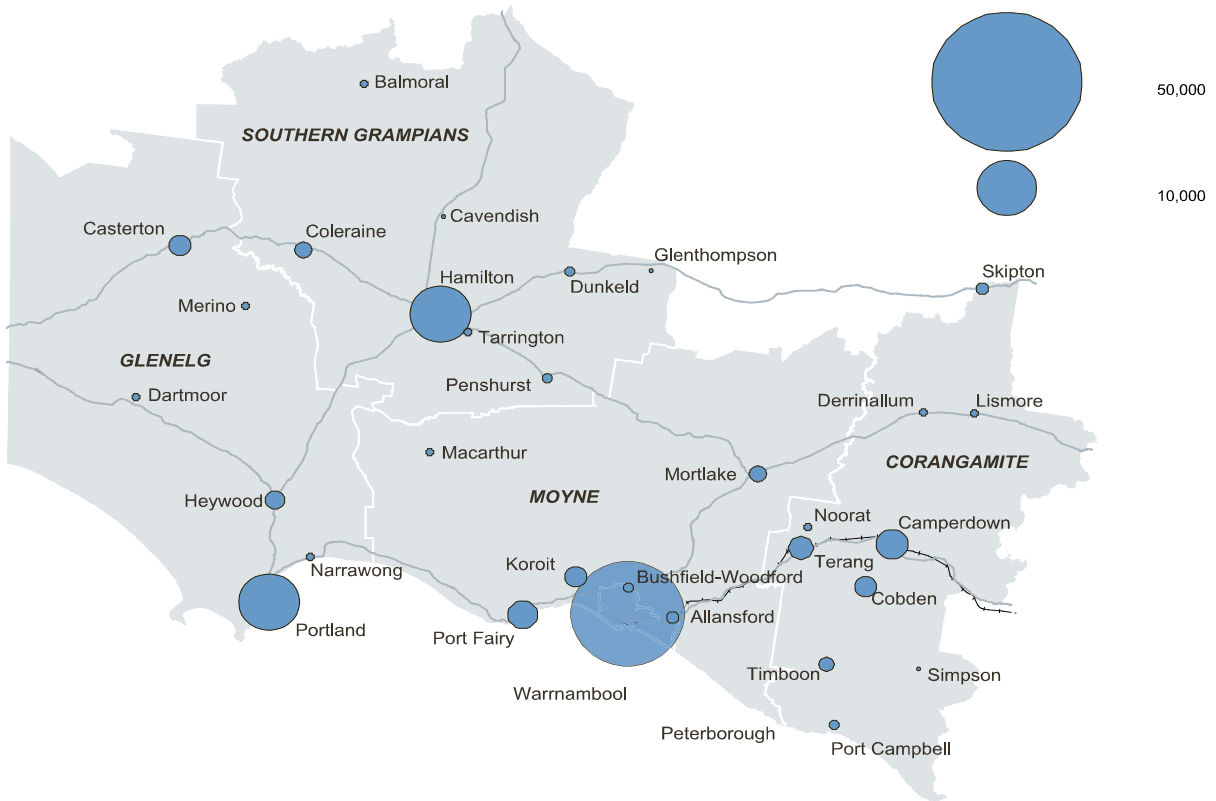 Balmoral
50,000
SOUTHERN GRAMPIANS
10,000
Cavendish
Casterton
Coleraine
Glenthompson
Skipton
Hamilton
Dunkeld
Merino
Tarrington
GLENELG
Penshurst
Dartmoor
Derrinallum
Lismore
Macarthur
CORANGAMITE
Mortlake
MOYNE
Heywood
Noorat
Camperdown
Narrawong
Koroit
Terang
Bushfield-Woodford
Cobden
Allansford
Portland
Port Fairy
Timboon
Simpson
Warrnambool
Peterborough
Port Campbell